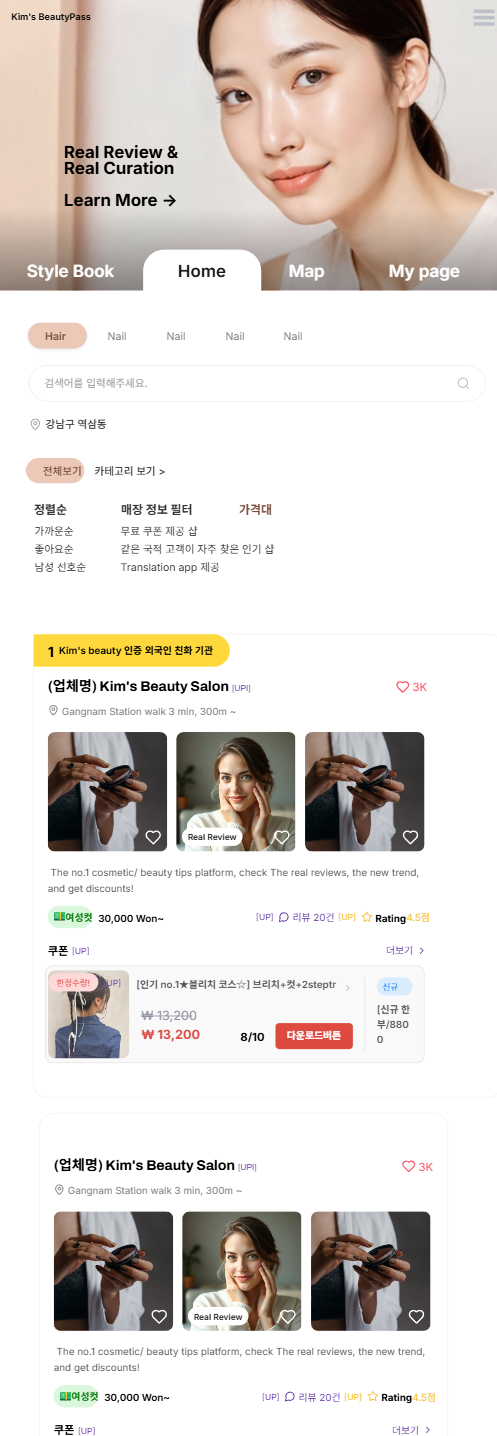 Kim's BeautyPass
Real Review &
Real Curation
Learn More →
Style Book Home Map My page
Hair Nail Nail Nail Nail
검색어를 입력해주세요.
강남구 역삼동
전체보기 카테고리 보기 >
정렬순 매장 정보 필터 가격대
가까운순 무료 쿠폰 제공 샵
좋아요순 같은 국적 고객이 자주 찾은 인기 샵
남성 선호순 Translation app 제공
1 Kim's beauty 인증 외국인 친화 기관
(업체명) Kim's Beauty Salon [UPI] 3K
Gangnam Station walk 3 min, 300m ~
Real Review
The no.1 cosmetic/ beauty tips platform, check The real reviews, the new trend,
and get discounts!
여성컷 30,000 Won~ [UP] 리뷰 20건 [UP] Rating4.5점
쿠폰 [UP] 더보기 >
한정수량! [UP] [인기 no.1★블리치 코스☆] 브리치+컷+2steptr > 신규
₩ 13,200 [신규 한
₩ 13,200 8/10 다운로드버튼 부/880
0
(업체명) Kim's Beauty Salon [UPI] 3K
Gangnam Station walk 3 min, 300m ~
Real Review
The no.1 cosmetic/ beauty tips platform, check The real reviews, the new trend,
and get discounts!
여성컷 30,000 Won~ [UP] 리뷰 20건 [UP] Rating4.5점
쿠폰 [UP] 더보기 >